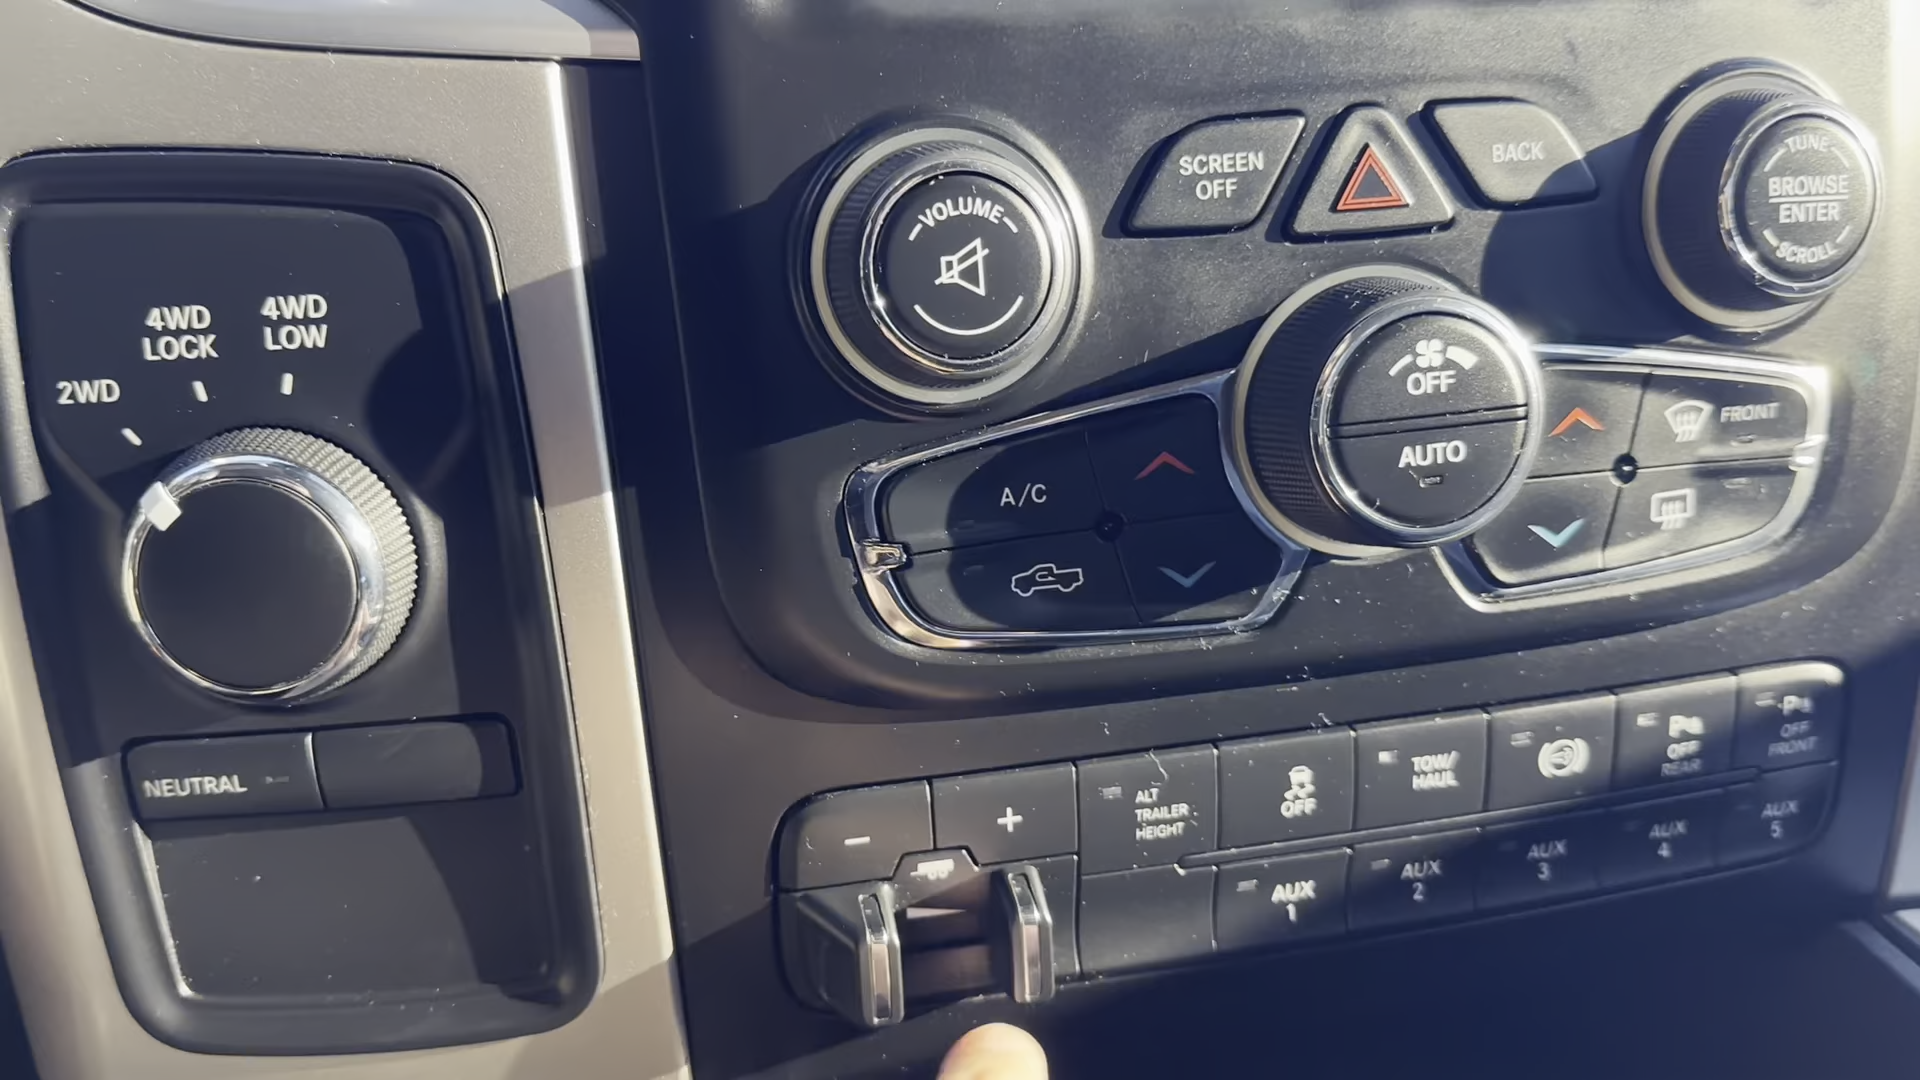 SCREEN
OFF
BACK
TUNE
BROWSE
ENTER
SCROLL
VOLUME
4WD
LOCK
4WD
LOW
2WD
OFF
AUTO
FRONT
A/C
NEUTRAL
-
+
ALT
TRAILER
HEIGHT
OFF
TOW/
HAUL
P
OFF
REAR
P
OFF
FRONT
AUX
1
AUX
2
AUX
3
AUX
4
AUX
5